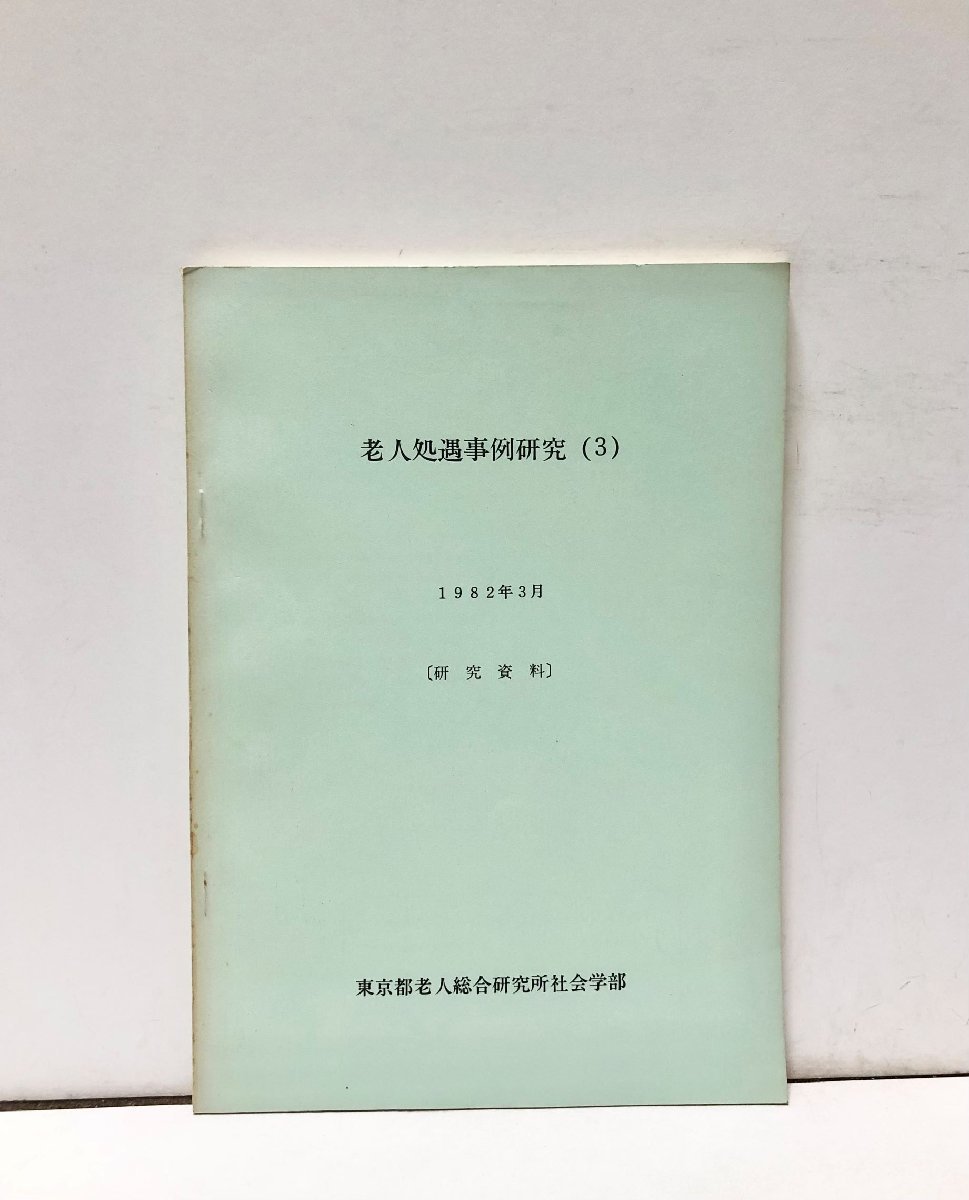 老人処遇事例研究（3）
1982年3月
〔研究資料〕
東京都老人総合研究所社会学部